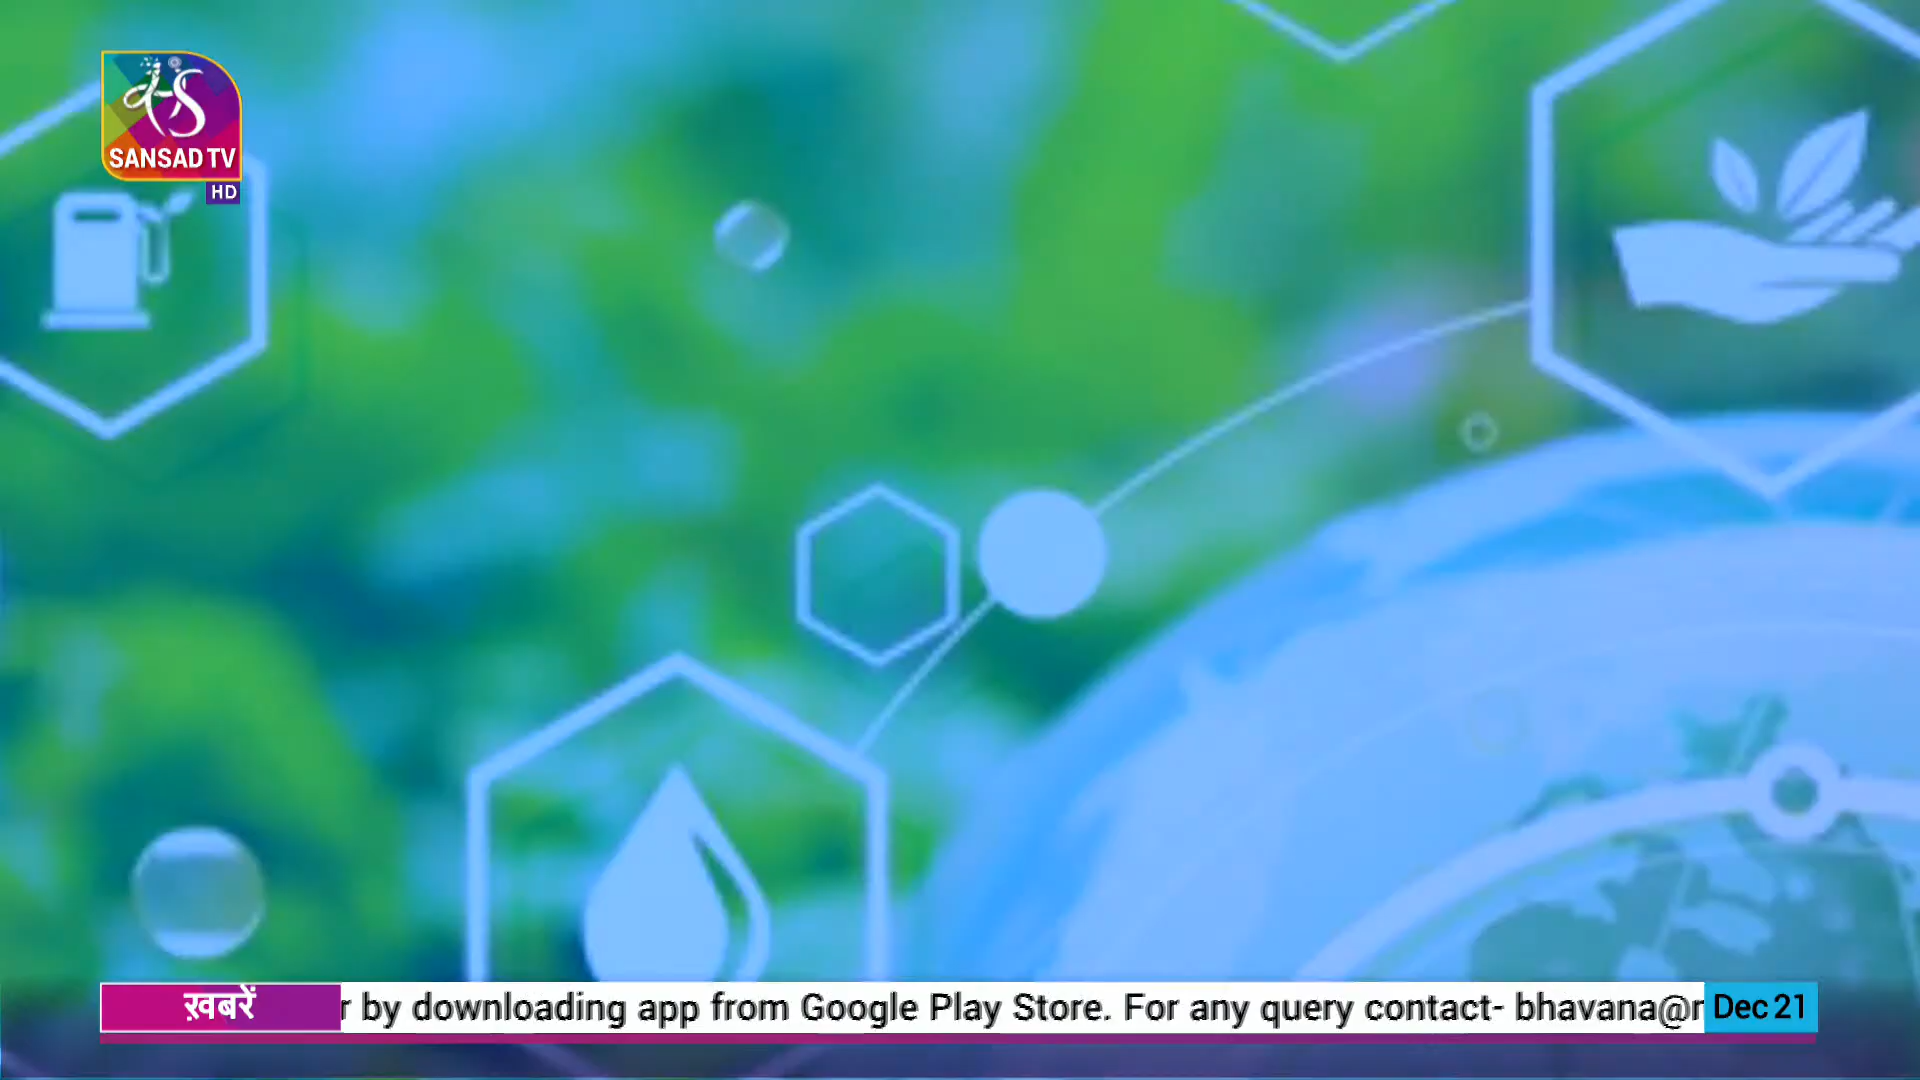 SANSAD TV
HD
ख़बरें
r by downloading app from Google Play Store. For any query contact- bhavana@r
Dec 21